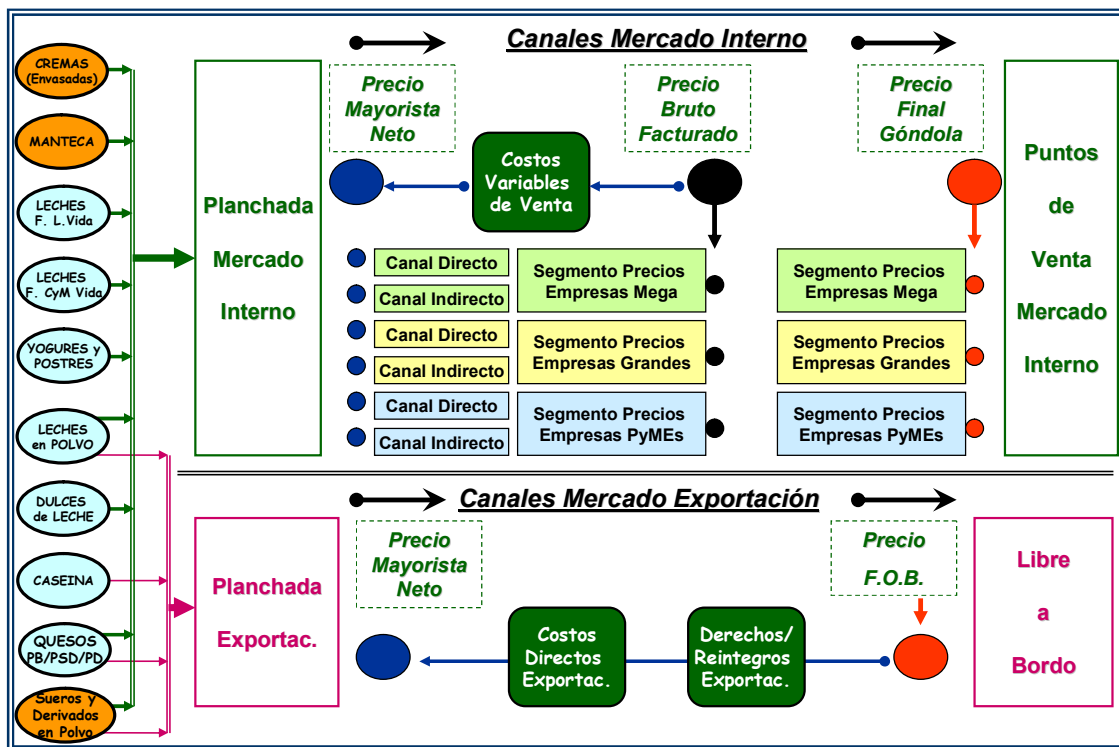 CREMAS
(Envasadas)
MANTECA
LECHES
F. L.Vida
LECHES
F. CyM Vida
YOGURES y
POSTRES
LECHES
en POLVO
DULCES
de LECHE
CASEINA
QUESOS
PB/PSD/PD
Sueros y
Derivados
en Polvo
Planchada
Mercado
Interno
Canales Mercado Interno
Precio
Mayorista
Neto
Precio
Bruto
Facturado
Precio
Final
Góndola
Costos
Variables
de Venta
Canal Directo
Canal Indirecto
Canal Directo
Canal Indirecto
Canal Directo
Canal Indirecto
Segmento Precios
Empresas Mega
Segmento Precios
Empresas Grandes
Segmento Precios
Empresas PyMEs
Segmento Precios
Empresas Mega
Segmento Precios
Empresas Grandes
Segmento Precios
Empresas PyMEs
Puntos
de
Venta
Mercado
Interno
Canales Mercado Exportación
Planchada
Exportac.
Precio
Mayorista
Neto
Costos
Directos
Exportac.
Derechos/
Reintegros
Exportac.
Precio
F.O.B.
Libre
a
Bordo